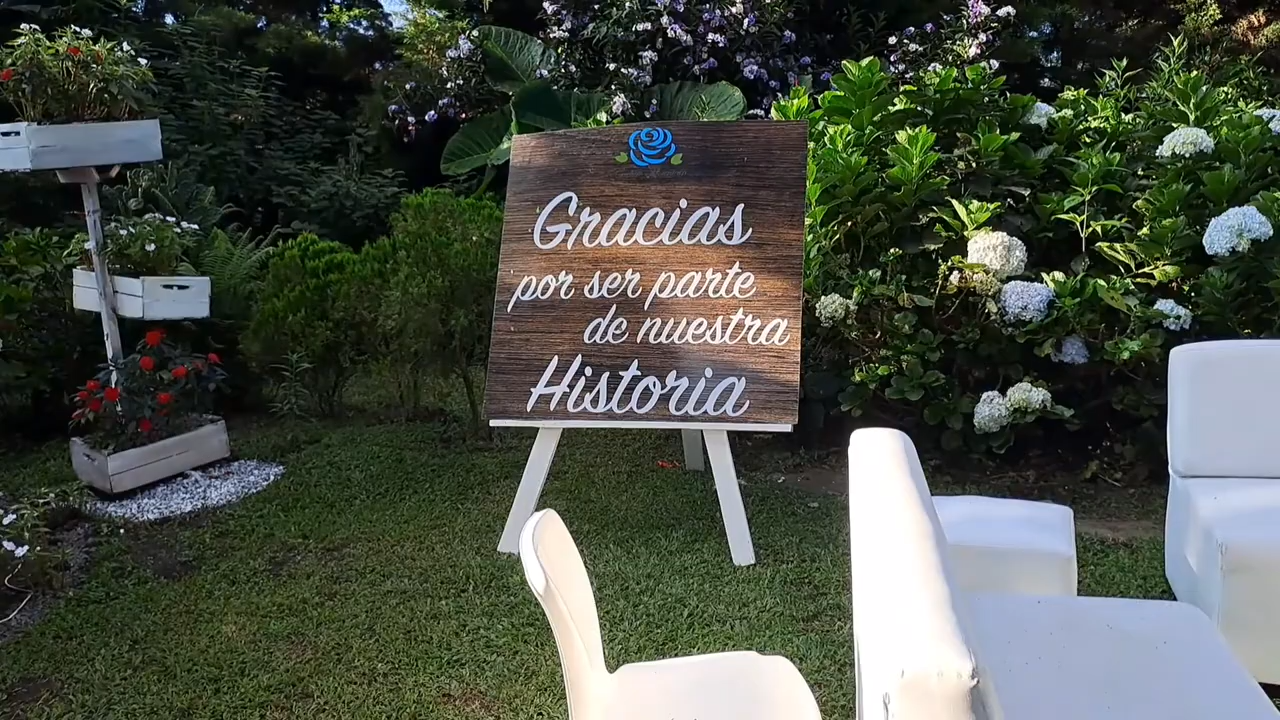 Gracias
por ser parte
de nuestra
Historia